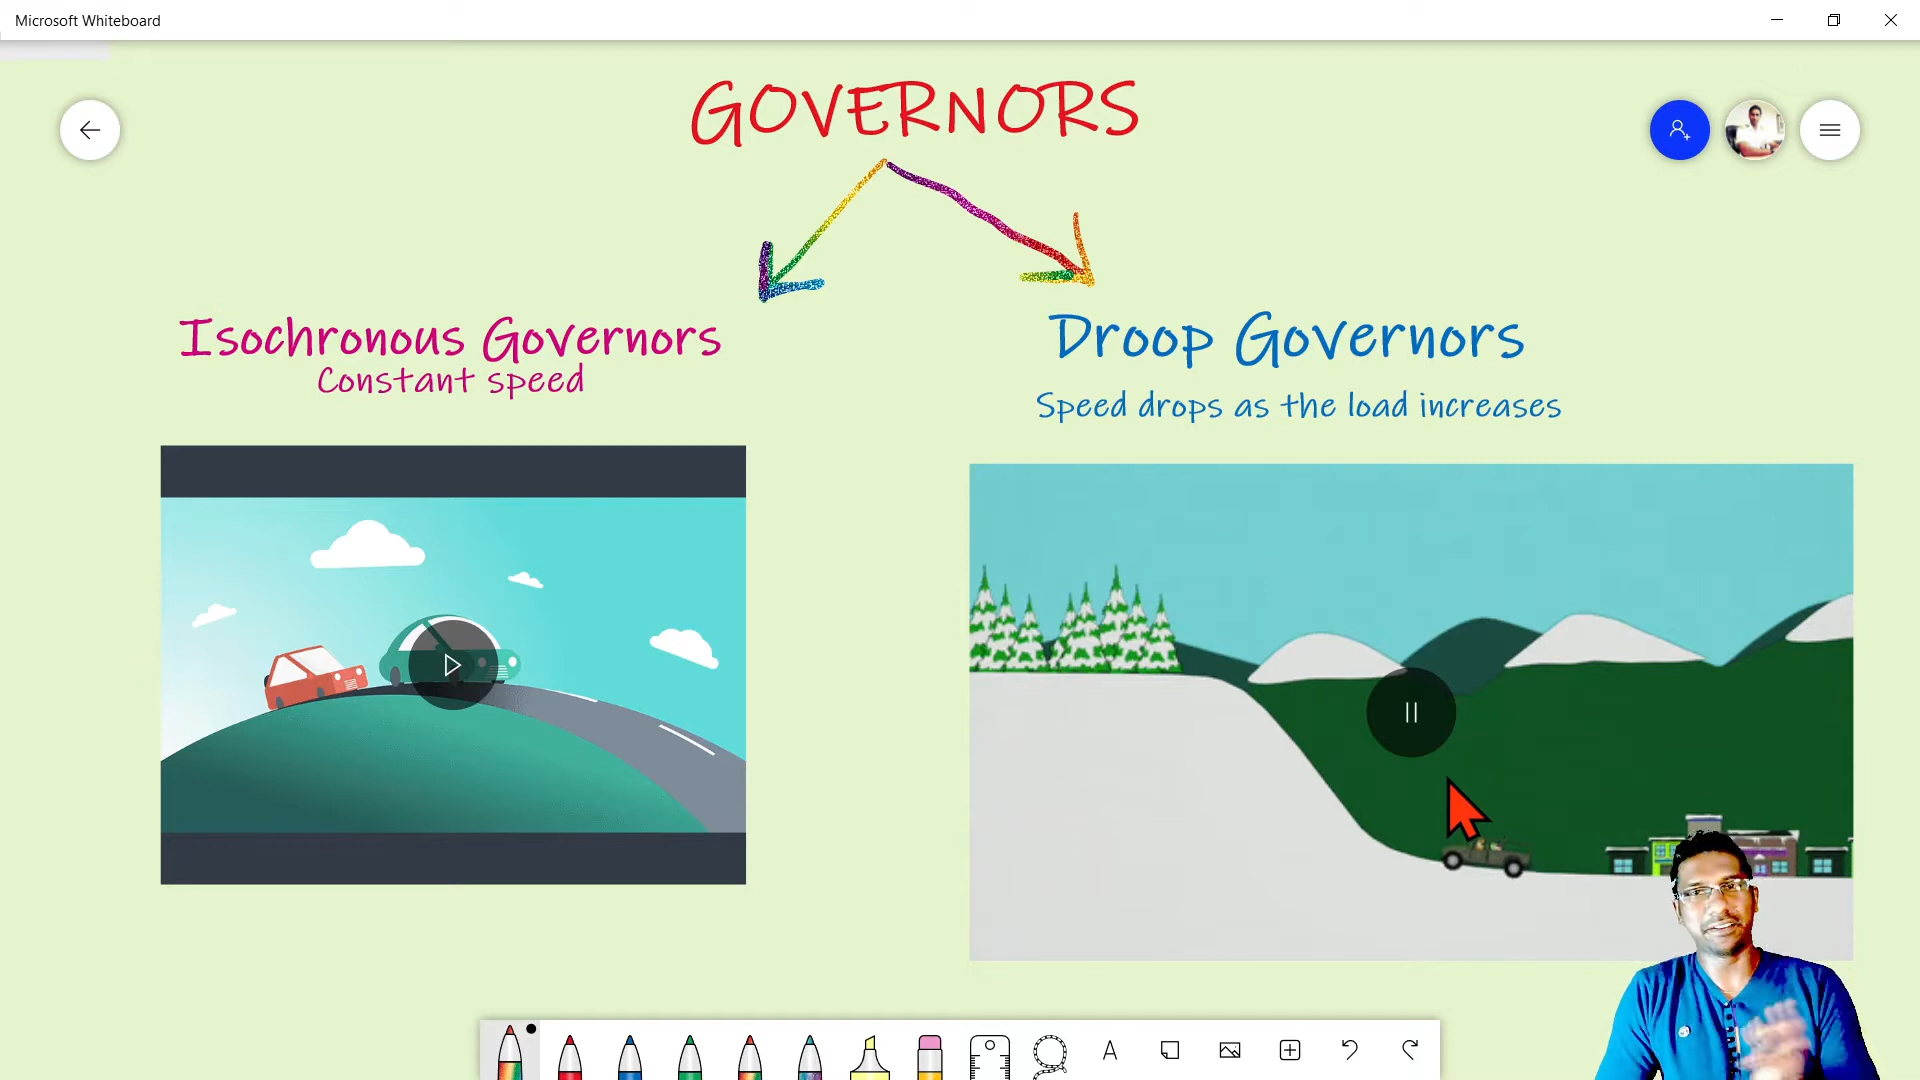 Microsoft Whiteboard
GOVERNORS
Isochronous Governors
Constant speed
Droop Governors
Speed drops as the load increases